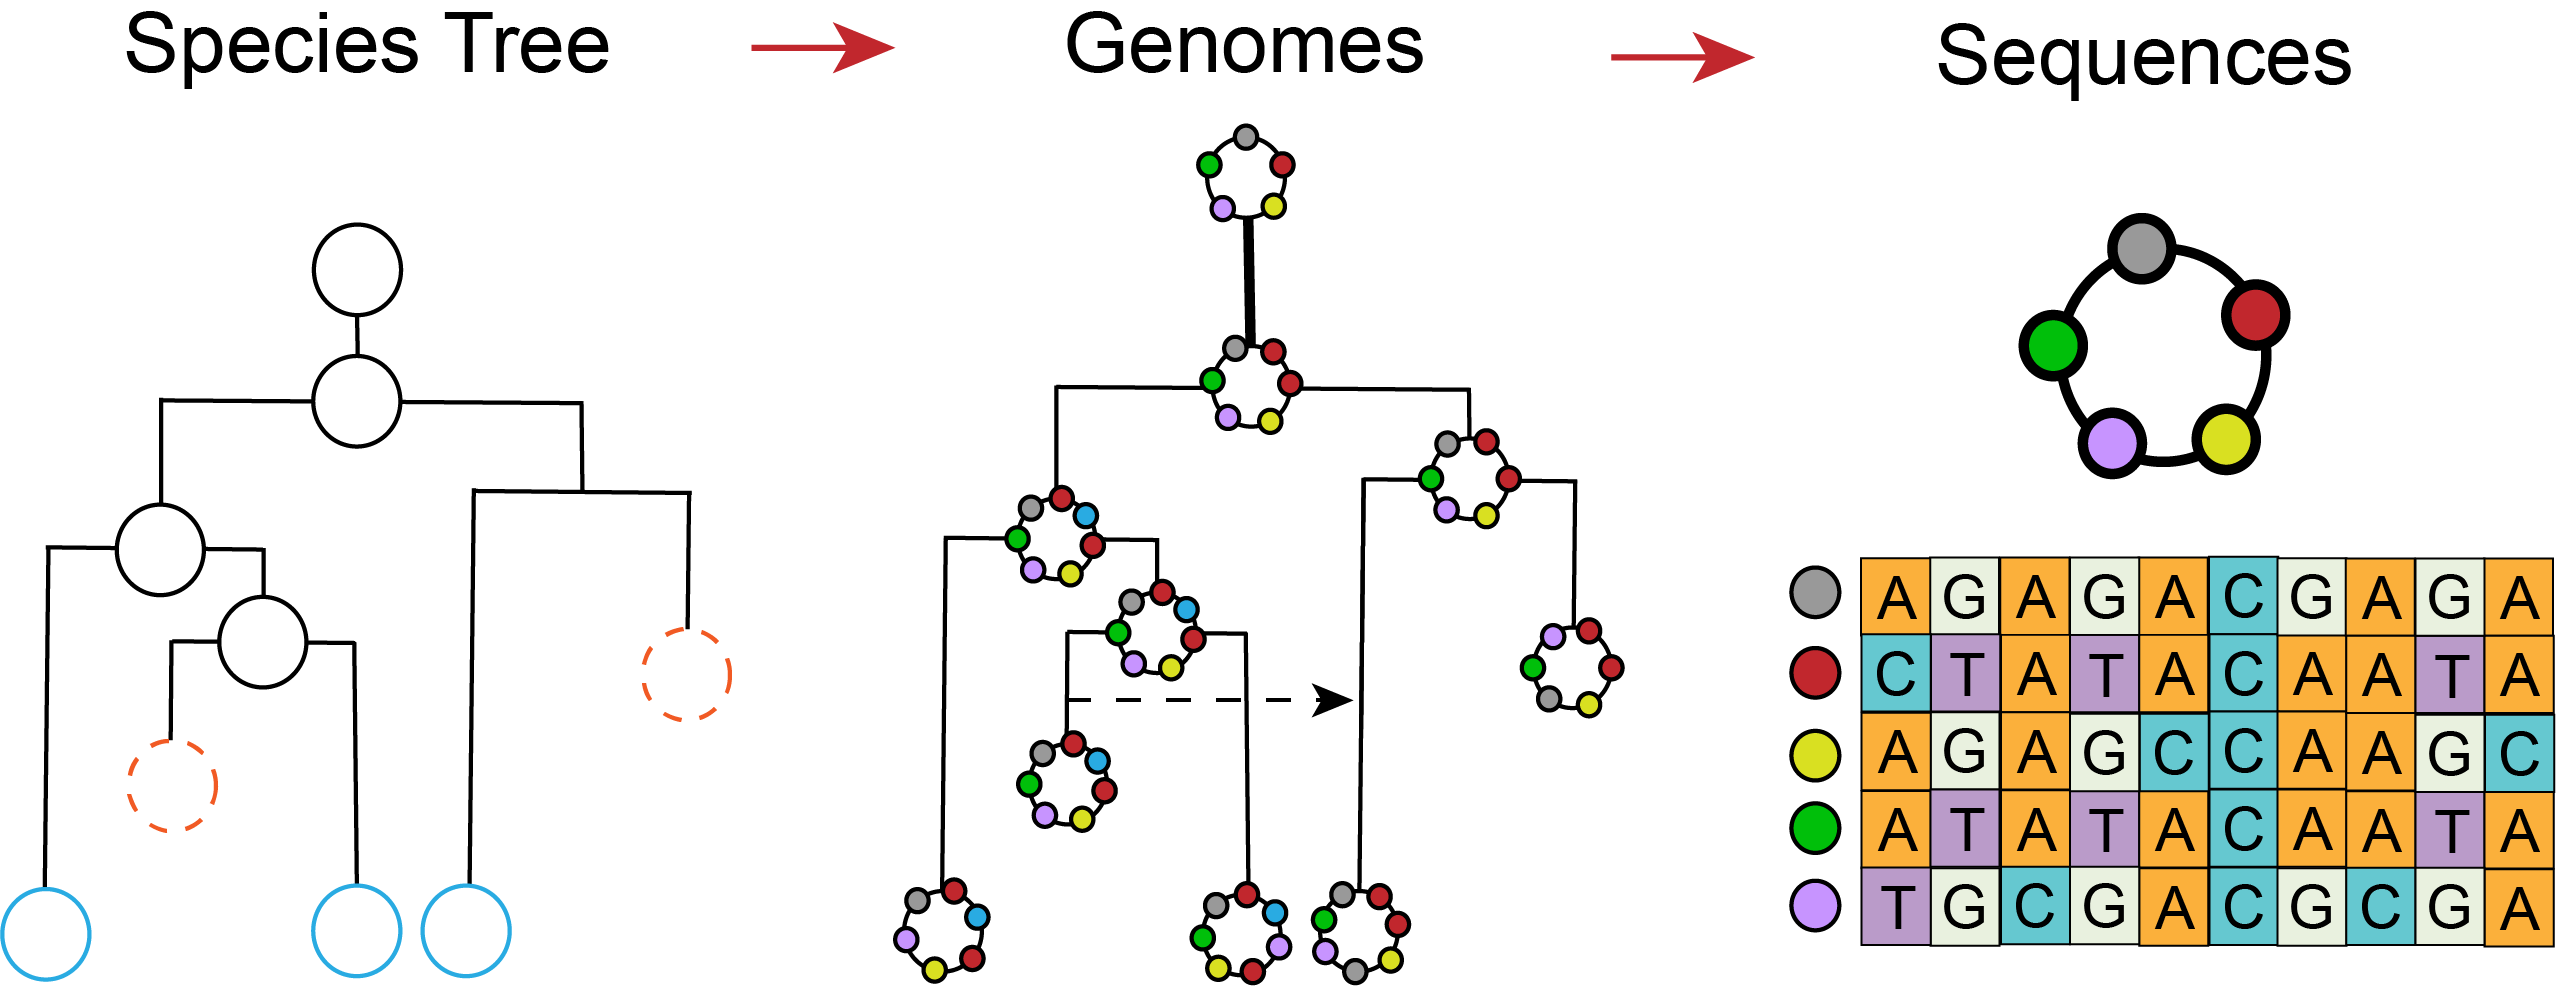 Species Tree
Genomes
Sequences
A G A G A C G A G A
C T A T A C A A T A
A G A G C C A A G C
A T A T A C A A T A
T G C G A C G C G A